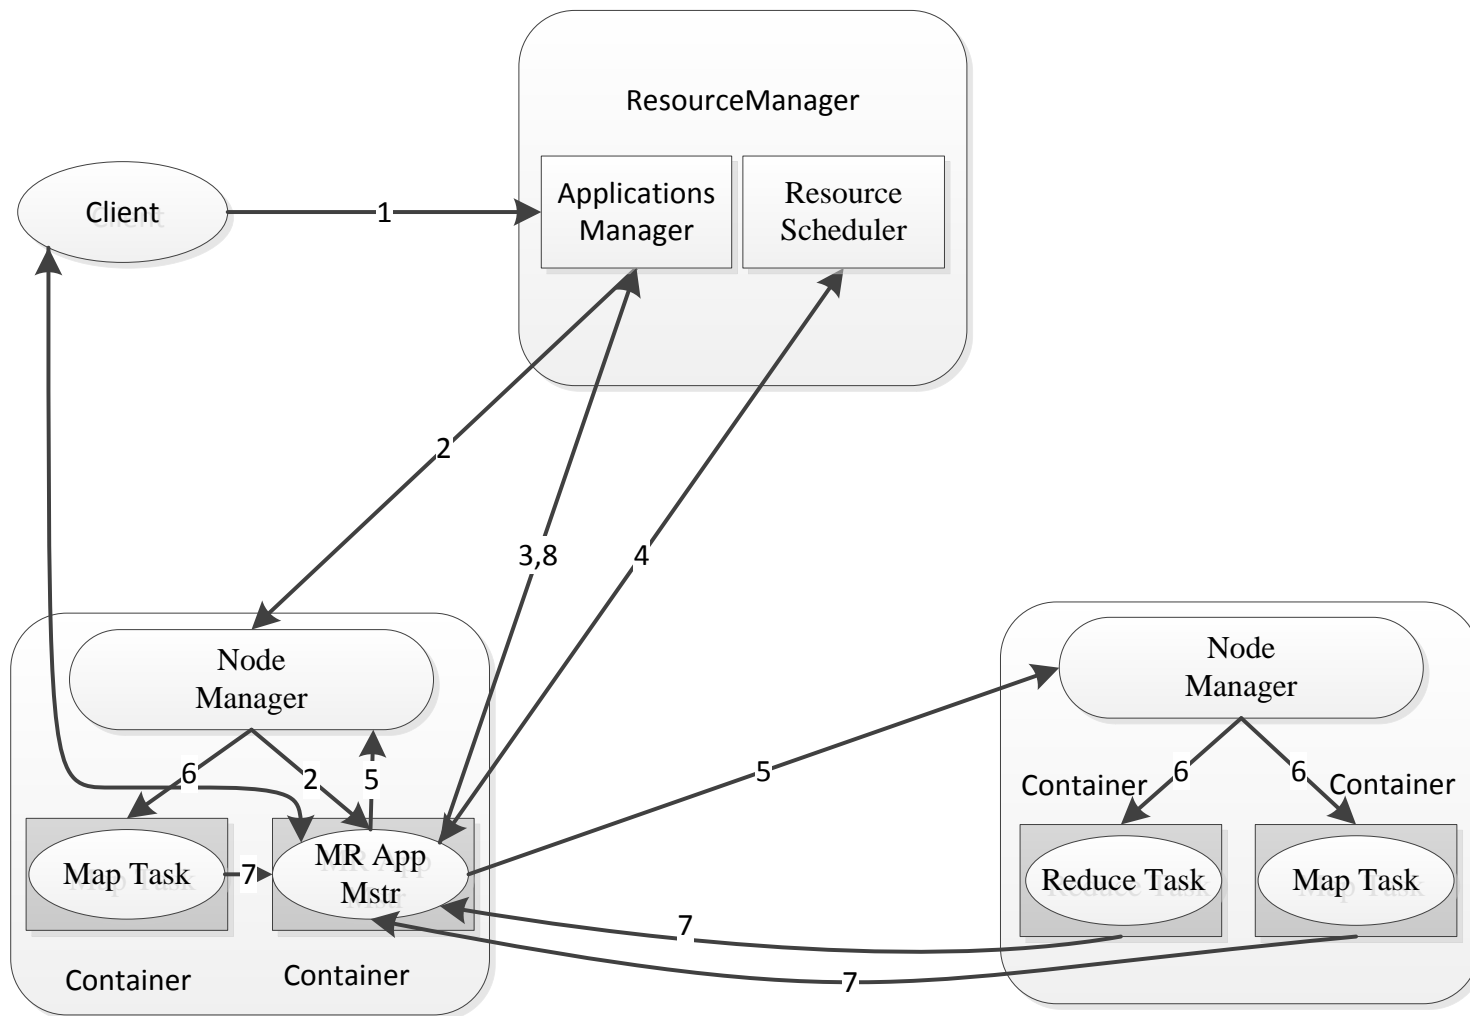 ResourceManager
Client
1
Applications
Manager
Resource
Scheduler
2
3,8
4
Node
Manager
6
2
5
5
Node
Manager
6
6
Container
Container
Map Task
7
MR App
Mstr
Reduce Task
Map Task
7
7
Container
Container